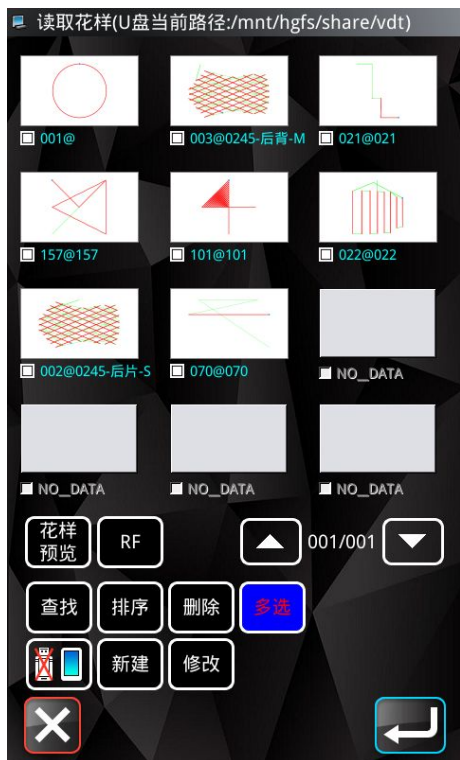 读取花样(U盘当前路径:/mnt/hgfs/share/vdt)
001@
003@0245-后背-M
021@021
157@157
101@101
022@022
002@0245-后片-S
070@070
NO_DATA
NO_DATA
NO_DATA
NO_DATA
花样
预览
RF
001/001
查找
排序
删除
多选
新建
修改